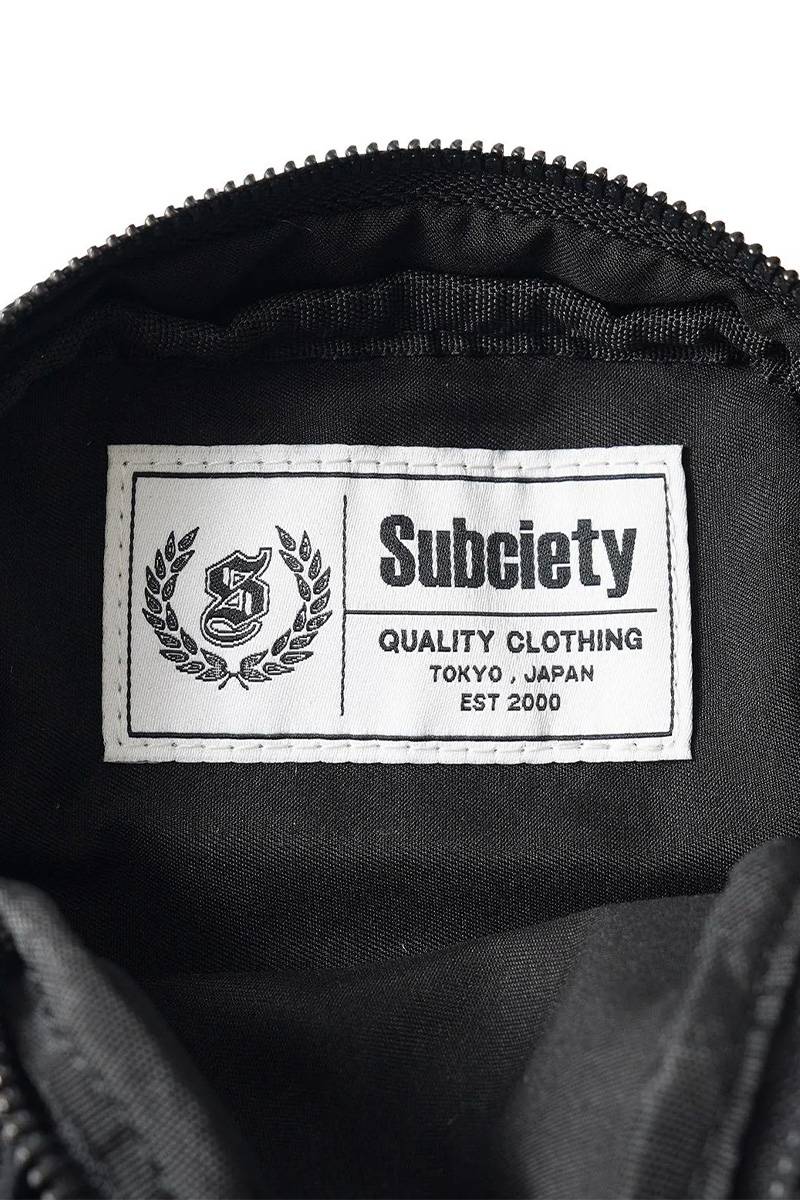 S
Subciety
QUALITY CLOTHING
TOKYO , JAPAN
EST 2000